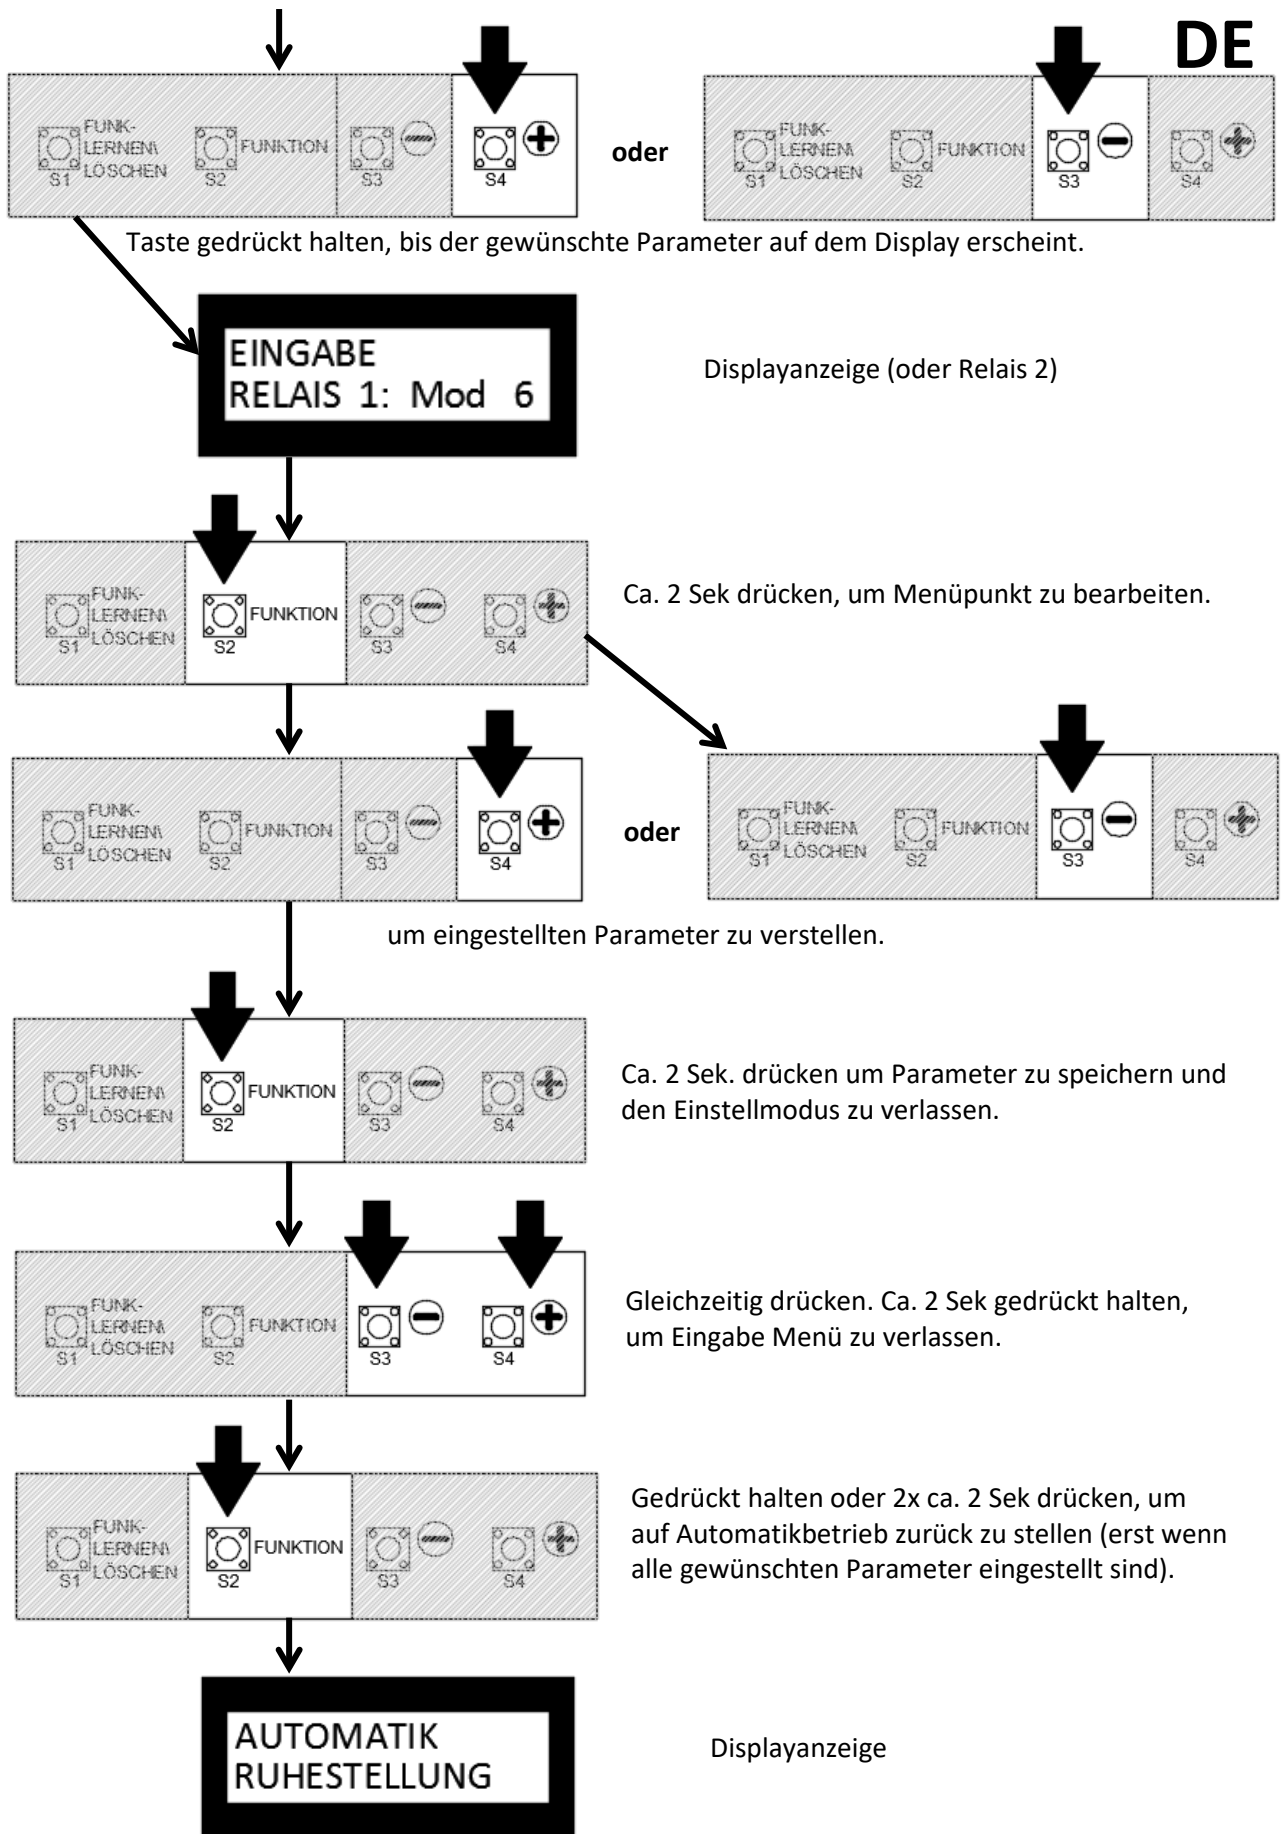 DE
FUNK-
LERNEN\
LÖSCHEN
S1
S2
FUNKTION
S3
S4
oder
FUNK-
LERNEN\
LÖSCHEN
S1
S2
FUNKTION
S3
S4
Taste gedrückt halten, bis der gewünschte Parameter auf dem Display erscheint.
EINGABE
RELAIS 1: Mod 6
Displayanzeige (oder Relais 2)
FUNK-
LERNEN\
LÖSCHEN
S1
S2
FUNKTION
S3
S4
Ca. 2 Sek drücken, um Menüpunkt zu bearbeiten.
FUNK-
LERNEN\
LÖSCHEN
S1
S2
FUNKTION
S3
S4
oder
FUNK-
LERNEN\
LÖSCHEN
S1
S2
FUNKTION
S3
S4
um eingestellten Parameter zu verstellen.
FUNK-
LERNEN\
LÖSCHEN
S1
S2
FUNKTION
S3
S4
Ca. 2 Sek. drücken um Parameter zu speichern und
den Einstellmodus zu verlassen.
FUNK-
LERNEN\
LÖSCHEN
S1
S2
FUNKTION
S3
S4
Gleichzeitig drücken. Ca. 2 Sek gedrückt halten,
um Eingabe Menü zu verlassen.
FUNK-
LERNEN\
LÖSCHEN
S1
S2
FUNKTION
S3
S4
Gedrückt halten oder 2x ca. 2 Sek drücken, um
auf Automatikbetrieb zurück zu stellen (erst wenn
alle gewünschten Parameter eingestellt sind).
AUTOMATIK
RUHESTELLUNG
Displayanzeige